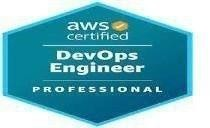 aws
certified
DevOps
Engineer
PROFESSIONAL